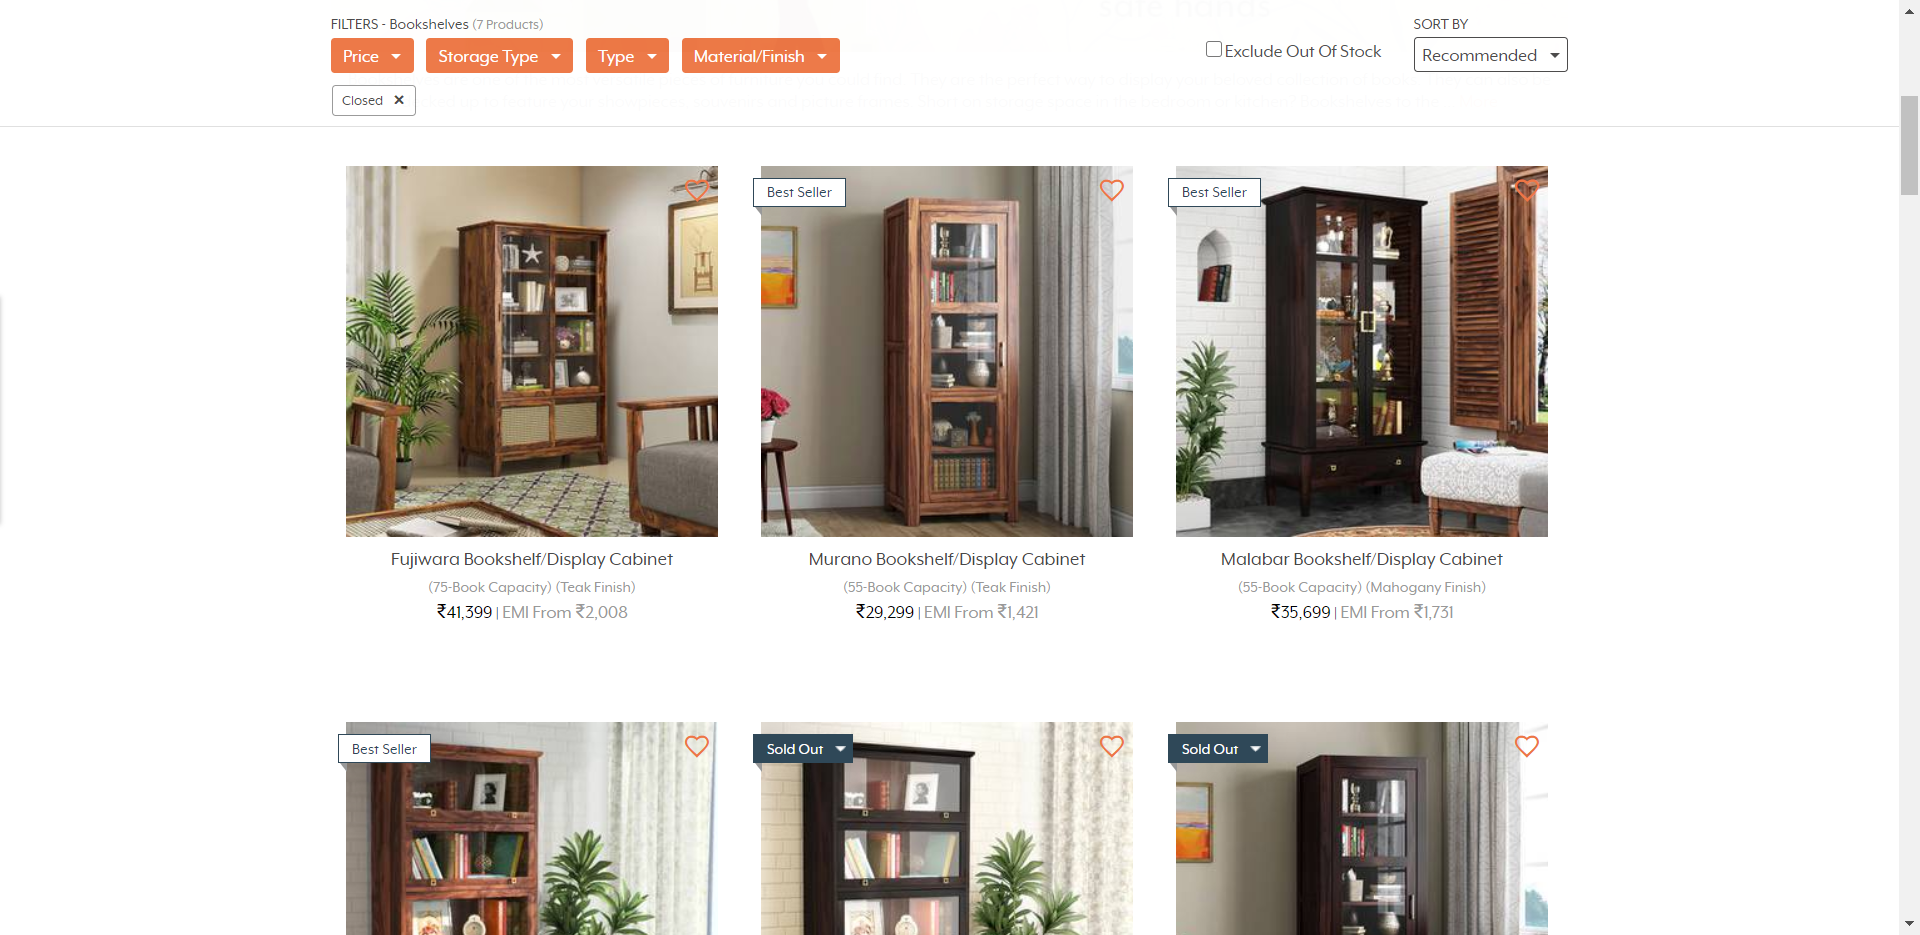 safe hands
FILTERS - Bookshelves (7 Products)
SORT BY
Price
Storage Type
Type
Material/Finish
Exclude Out Of Stock
Recommended
Closed ✕
Best Seller
Best Seller
Fujiwara Bookshelf/Display Cabinet
(75-Book Capacity) (Teak Finish)
₹41,399 | EMI From ₹2,008
Murano Bookshelf/Display Cabinet
(55-Book Capacity) (Teak Finish)
₹29,299 | EMI From ₹1,421
Malabar Bookshelf/Display Cabinet
(55-Book Capacity) (Mahogany Finish)
₹35,699 | EMI From ₹1,731
Best Seller
Sold Out
Sold Out